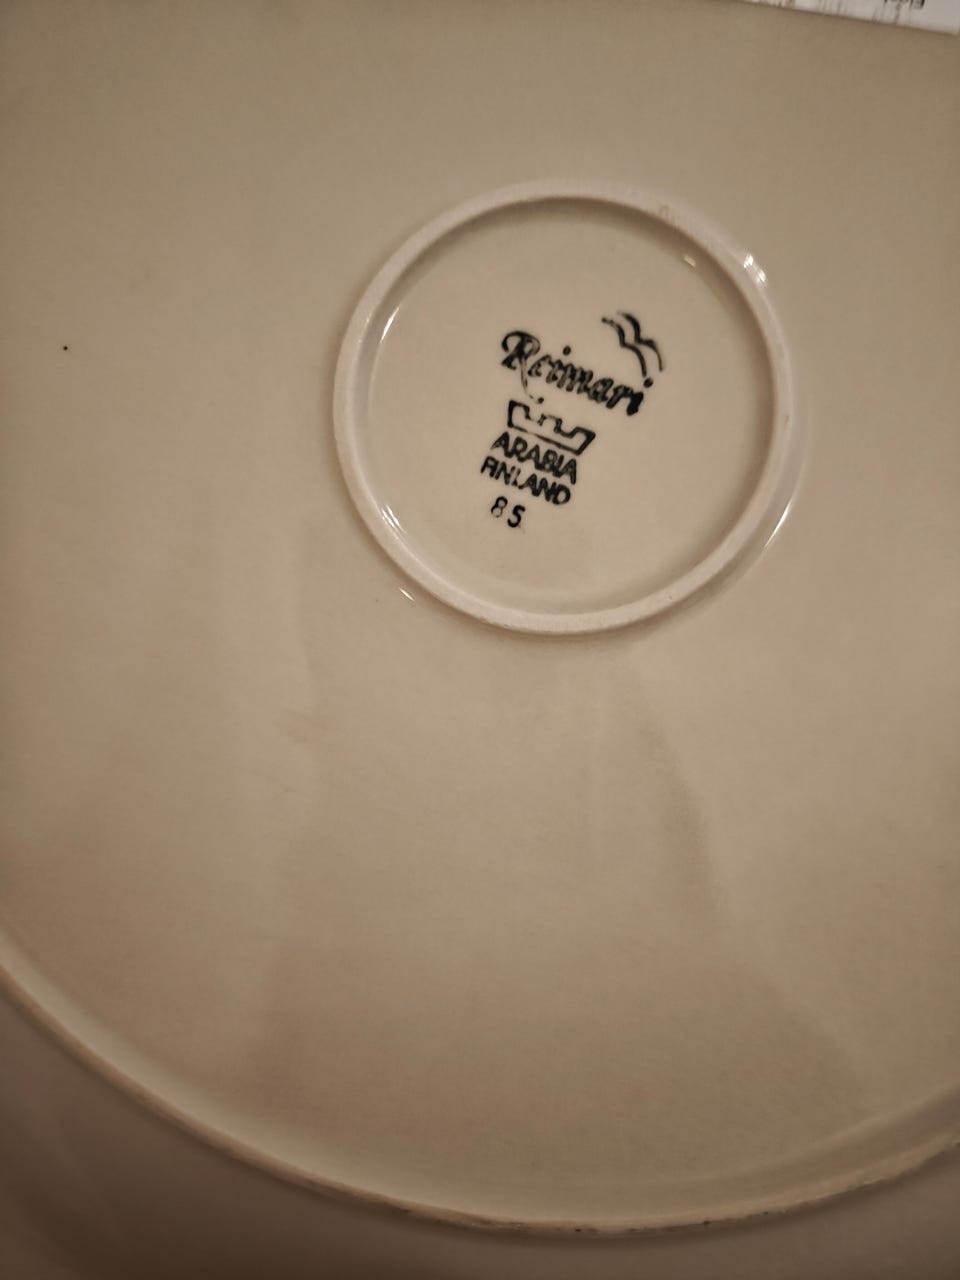 Reimari
ARABIA
FINLAND
85